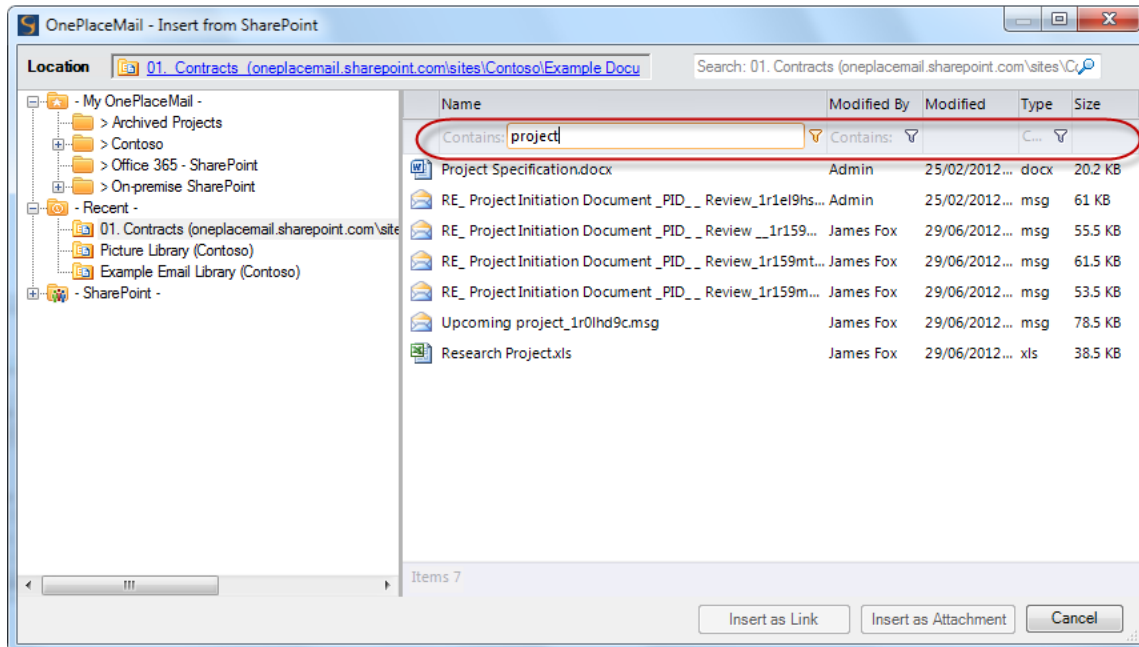 OnePlaceMail - Insert from SharePoint
Location 01. Contracts (oneplacemail.sharepoint.com\sites\Contoso\Example Docu Search: 01. Contracts (oneplacemail.sharepoint.com\sites\Co
- My OnePlaceMail -
> Archived Projects
> Contoso
> Office 365 - SharePoint
> On-premise SharePoint
- Recent -
01. Contracts (oneplacemail.sharepoint.com\site
Picture Library (Contoso)
Example Email Library (Contoso)
- SharePoint -
Name Modified By Modified Type Size
Contains: project Contains: C...
Project Specification.docx Admin 25/02/2012... docx 20.2 KB
RE_ Project Initiation Document _PID_ _ Review_1r1el9hs... Admin 25/02/2012... msg 61 KB
RE_ Project Initiation Document _PID_ _ Review __1r159... James Fox 29/06/2012... msg 55.5 KB
RE_ Project Initiation Document _PID_ _ Review_1r159mt... James Fox 29/06/2012... msg 61.5 KB
RE_ Project Initiation Document _PID_ _ Review_1r159m... James Fox 29/06/2012... msg 53.5 KB
Upcoming project_1r0lhd9c.msg James Fox 29/06/2012... msg 78.5 KB
Research Project.xls James Fox 29/06/2012... xls 38.5 KB
Items 7
Insert as Link Insert as Attachment Cancel